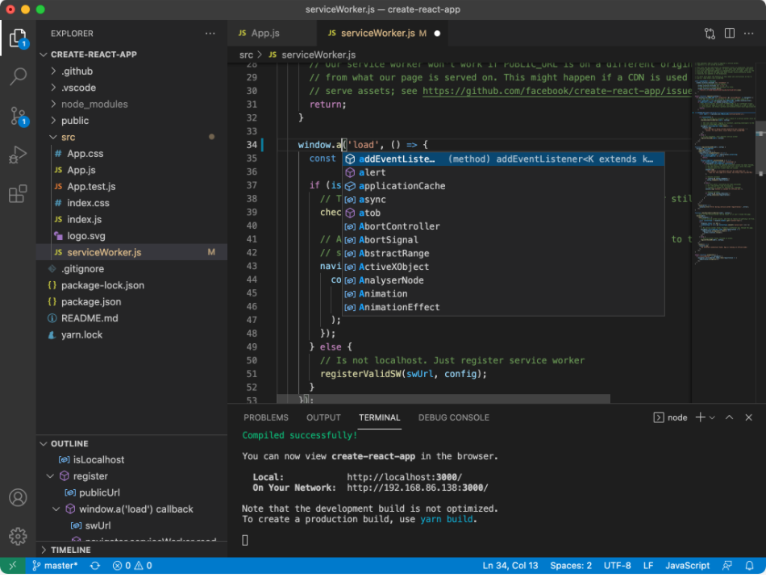 serviceWorker.js — create-react-app
EXPLORER
CREATE-REACT-APP
.github
.vscode
node_modules
public
src
# App.css
JS App.js
JS App.test.js
# index.css
JS index.js
logo.svg
JS serviceWorker.js M
.gitignore
{} package-lock.json
{} package.json
README.md
yarn.lock
OUTLINE
isLocalhost
register
publicUrl
window.a('load') callback
swUrl
TIMELINE
JS App.js
JS serviceWorker.js M
src > JS serviceWorker.js
28 // Our service worker won't work if PUBLIC_URL is on a different origi
29 // from what our page is served on. This might happen if a CDN is used
30 // serve assets; see https://github.com/facebook/create-react-app/issue
31 return;
32 }
33
34 window.a('load', () => {
35 const
36
37 if (is
38 // T stil
39 chec
40
41 // A to t
42 // s
43 navi
44 co
45
46
47 );
48 });
49 } else {
50 // Is not localhost. Just register service worker
51 registerValidSW(swUrl, config);
52 }
53 });
addEventListe… (method) addEventListener<K extends k…
alert
applicationCache
async
atob
AbortController
AbortSignal
AbstractRange
ActiveXObject
AnalyserNode
Animation
AnimationEffect
PROBLEMS OUTPUT TERMINAL DEBUG CONSOLE
node
Compiled successfully!
You can now view create-react-app in the browser.
Local: http://localhost:3000/
On Your Network: http://192.168.86.138:3000/
Note that the development build is not optimized.
To create a production build, use yarn build.
1
1
master*
0 0
Ln 34, Col 13
Spaces: 2
UTF-8
LF
JavaScript